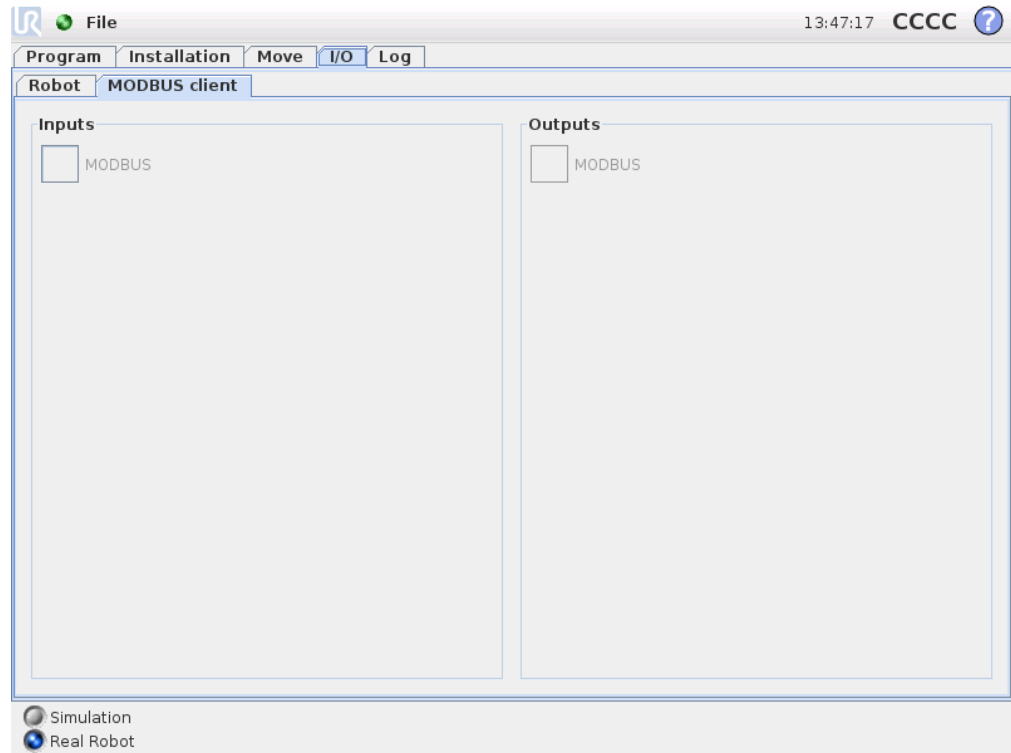 UR File 13:47:17 CCCC ?
Program Installation Move I/O Log
Robot MODBUS client
Inputs Outputs
MODBUS MODBUS
Simulation
Real Robot